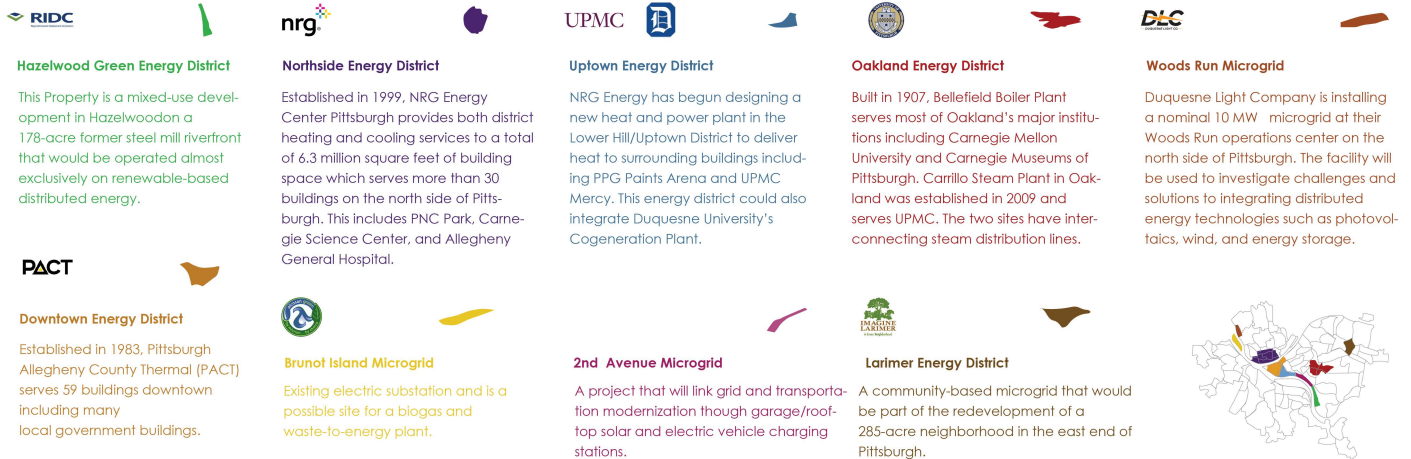 RIDC
Hazelwood Green Energy District
This Property is a mixed-use devel-
opment in Hazelwoodon a
178-acre former steel mill riverfront
that would be operated almost
exclusively on renewable-based
distributed energy.
nrg
Northside Energy District
Established in 1999, NRG Energy
Center Pittsburgh provides both district
heating and cooling services to a total
of 6.3 million square feet of building
space which serves more than 30
buildings on the north side of Pitts-
burgh. This includes PNC Park, Carne-
gie Science Center, and Allegheny
General Hospital.
UPMC D
Uptown Energy District
NRG Energy has begun designing a
new heat and power plant in the
Lower Hill/Uptown District to deliver
heat to surrounding buildings includ-
ing PPG Paints Arena and UPMC
Mercy. This energy district could also
integrate Duquesne University's
Cogeneration Plant.
Oakland Energy District
Built in 1907, Bellefield Boiler Plant
serves most of Oakland's major institu-
tions including Carnegie Mellon
University and Carnegie Museums of
Pittsburgh. Carrillo Steam Plant in Oak-
land was established in 2009 and
serves UPMC. The two sites have inter-
connecting steam distribution lines.
DLC
DUQUESNE LIGHT CO.
Woods Run Microgrid
Duquesne Light Company is installing
a nominal 10 MW microgrid at their
Woods Run operations center on the
north side of Pittsburgh. The facility will
be used to investigate challenges and
solutions to integrating distributed
energy technologies such as photovol-
taics, wind, and energy storage.
PACT
Downtown Energy District
Established in 1983, Pittsburgh
Allegheny County Thermal (PACT)
serves 59 buildings downtown
including many
local government buildings.
Brunot Island Microgrid
Existing electric substation and is a
possible site for a biogas and
waste-to-energy plant.
2nd Avenue Microgrid
A project that will link grid and transporta-
tion modernization though garage/roof-
top solar and electric vehicle charging
stations.
IMAGINE
LARIMER
Larimer Energy District
A community-based microgrid that would
be part of the redevelopment of a
285-acre neighborhood in the east end of
Pittsburgh.